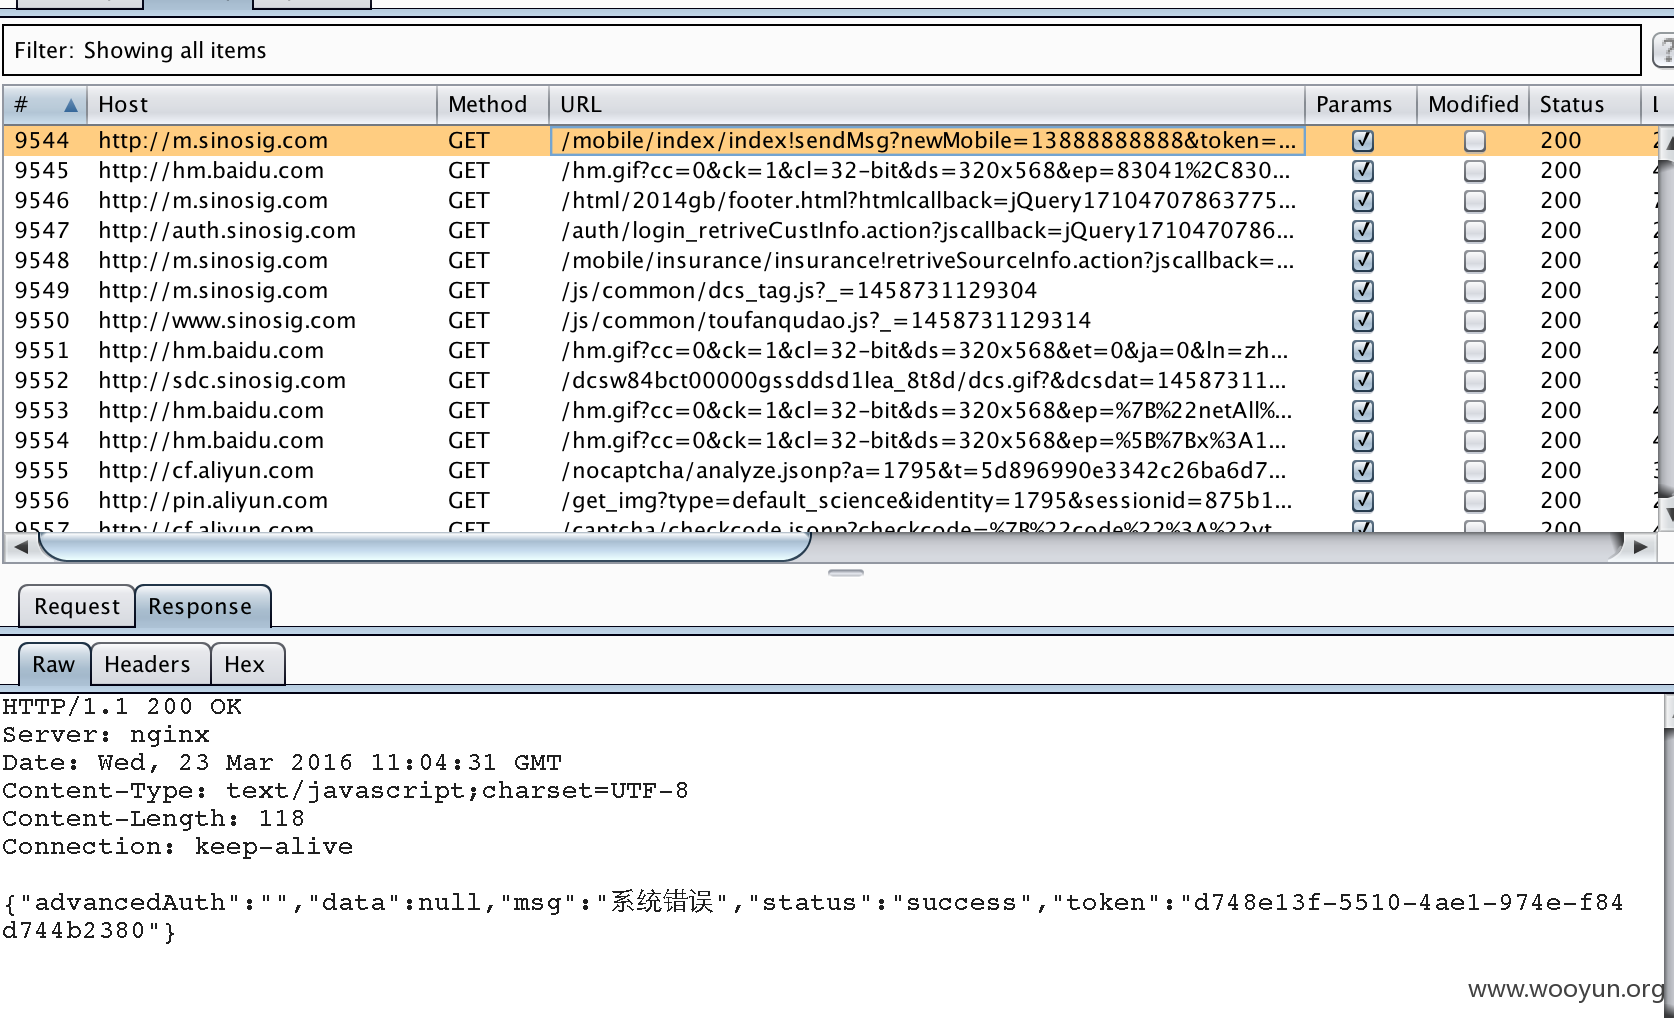 Filter: Showing all items
?
# Host Method URL Params Modified Status L
9544 http://m.sinosig.com GET /mobile/index/index!sendMsg?newMobile=13888888888&token=... 200
9545 http://hm.baidu.com GET /hm.gif?cc=0&ck=1&cl=32-bit&ds=320x568&ep=83041%2C830... 200
9546 http://m.sinosig.com GET /html/2014gb/footer.html?htmlcallback=jQuery17104707863775... 200
9547 http://auth.sinosig.com GET /auth/login_retriveCustInfo.action?jscallback=jQuery1710470786... 200
9548 http://m.sinosig.com GET /mobile/insurance/insurance!retriveSourceInfo.action?jscallback=... 200
9549 http://m.sinosig.com GET /js/common/dcs_tag.js?_=1458731129304 200
9550 http://www.sinosig.com GET /js/common/toufanqudao.js?_=1458731129314 200
9551 http://hm.baidu.com GET /hm.gif?cc=0&ck=1&cl=32-bit&ds=320x568&et=0&ja=0&ln=zh... 200
9552 http://sdc.sinosig.com GET /dcsw84bct00000gssddsd1lea_8t8d/dcs.gif?&dcsdat=14587311... 200
9553 http://hm.baidu.com GET /hm.gif?cc=0&ck=1&cl=32-bit&ds=320x568&ep=%7B%22netAll%... 200
9554 http://hm.baidu.com GET /hm.gif?cc=0&ck=1&cl=32-bit&ds=320x568&ep=%5B%7Bx%3A1... 200
9555 http://cf.aliyun.com GET /nocaptcha/analyze.jsonp?a=1795&t=5d896990e3342c26ba6d7... 200
9556 http://pin.aliyun.com GET /get_img?type=default_science&identity=1795&sessionid=875b1... 200
9557 http://cf.aliyun.com GET /captcha/checkcode.jsonp?checkcode=%7B%22code%22%3A%22yt... 200
Request Response
Raw Headers Hex
HTTP/1.1 200 OK
Server: nginx
Date: Wed, 23 Mar 2016 11:04:31 GMT
Content-Type: text/javascript;charset=UTF-8
Content-Length: 118
Connection: keep-alive
{"advancedAuth":"","data":null,"msg":"系统错误","status":"success","token":"d748e13f-5510-4ae1-974e-f84
d744b2380"}
www.wooyun.org